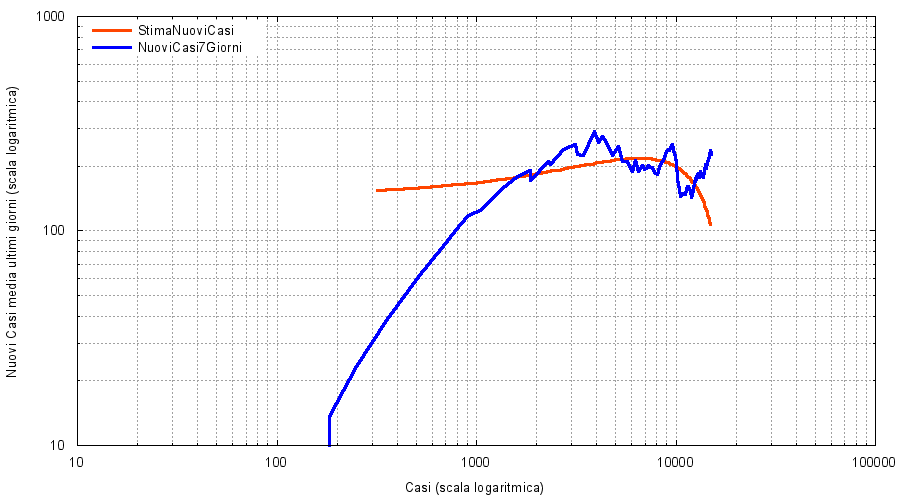 1000
StimaNuoviCasi
NuoviCasi7Giorni
Nuovi Casi media ultimi giorni (scala logaritmica)
100
10
10 100 1000 10000 100000
Casi (scala logaritmica)